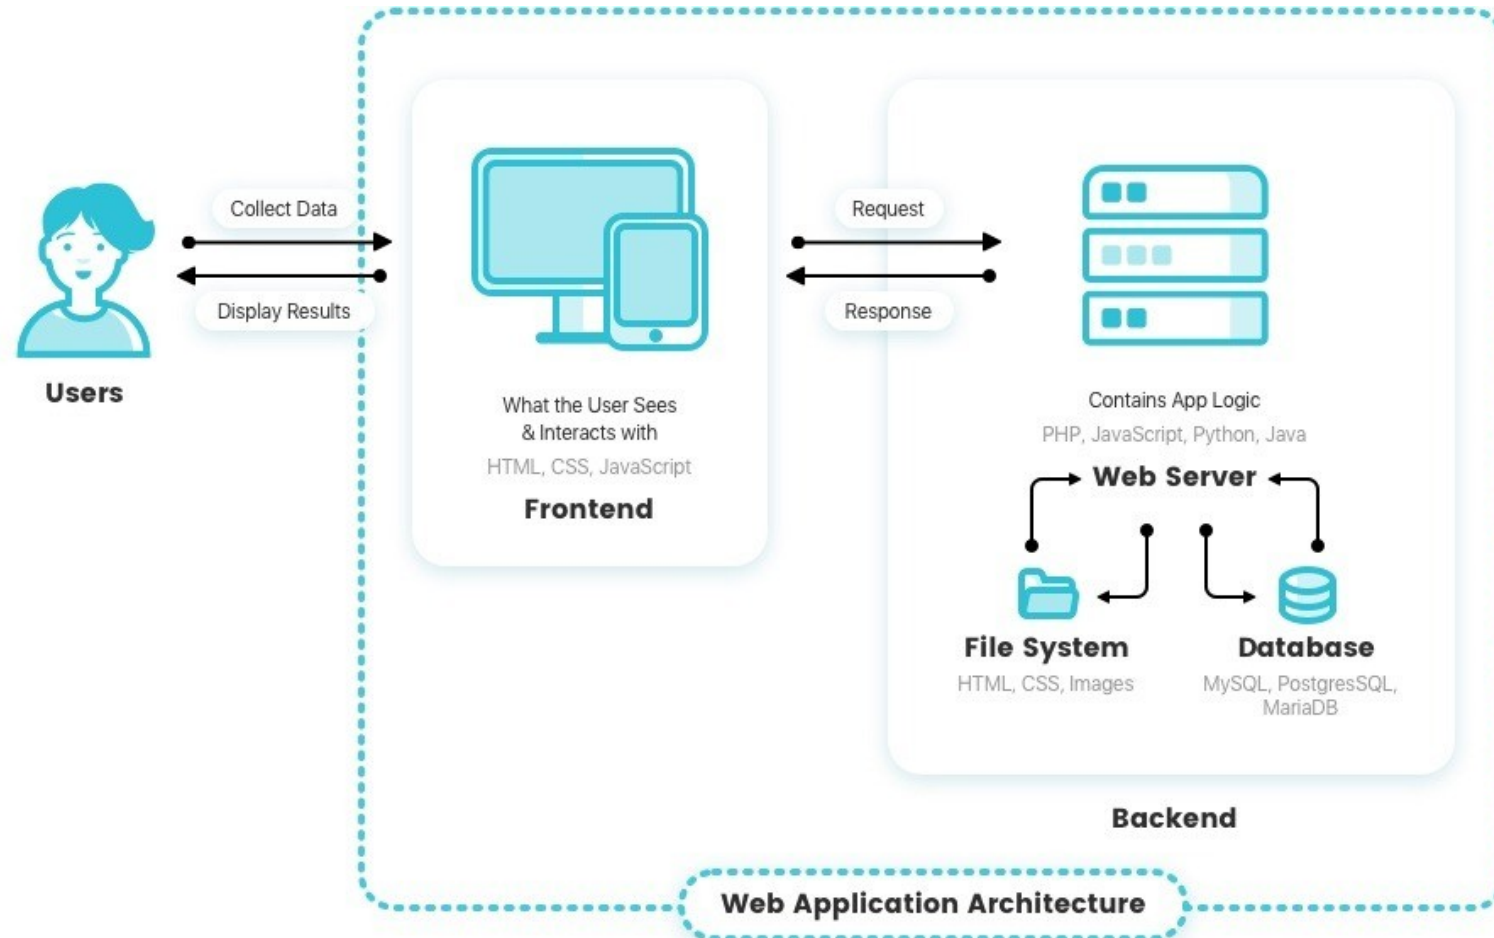 Collect Data
Display Results
Users
What the User Sees
& Interacts with
HTML, CSS, JavaScript
Frontend
Request
Response
Contains App Logic
PHP, JavaScript, Python, Java
Web Server
File System
HTML, CSS, Images
Database
MySQL, PostgresSQL,
MariaDB
Backend
Web Application Architecture